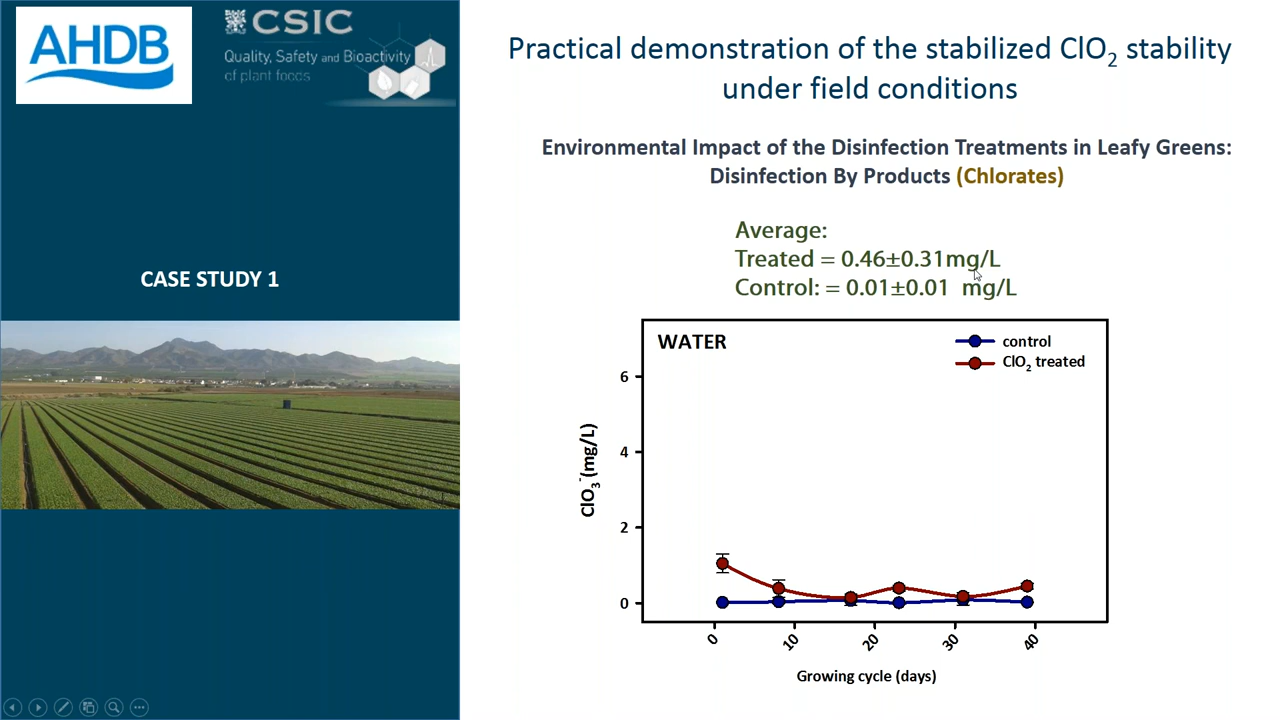 AHDB
CSIC
Quality, Safety and Bioactivity
of plant foods
Practical demonstration of the stabilized ClO2 stability
under field conditions
Environmental Impact of the Disinfection Treatments in Leafy Greens:
Disinfection By Products (Chlorates)
Average:
Treated = 0.46±0.31mg/L
Control: = 0.01±0.01 mg/L
CASE STUDY 1
WATER
control
ClO2 treated
6
4
2
0
ClO3- (mg/L)
0
10
20
30
40
Growing cycle (days)